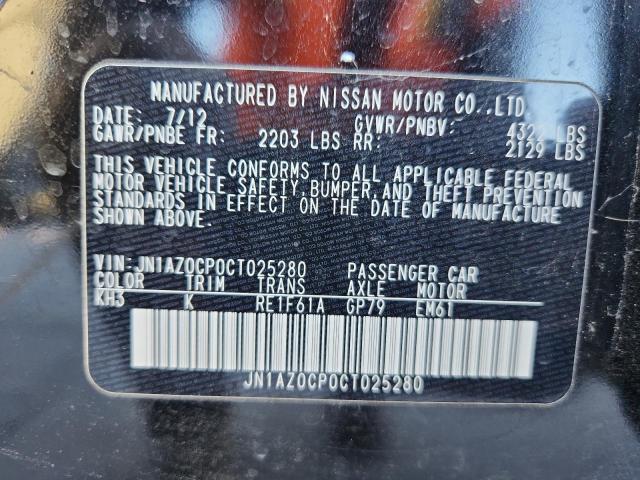 MANUFACTURED BY NISSAN MOTOR CO.,LTD.
DATE: 7/12 GVWR/PNBV: 4322 LBS
GAWR/PNBE FR: 2203 LBS RR: 2129 LBS
THIS VEHICLE CONFORMS TO ALL APPLICABLE FEDERAL
MOTOR VEHICLE SAFETY,BUMPER,AND THEFT PREVENTION
STANDARDS IN EFFECT ON THE DATE OF MANUFACTURE
SHOWN ABOVE.
VIN:JN1AZ0CP0CT025280 PASSENGER CAR
COLOR TRIM TRANS AXLE MOTOR
KH3 K RE1F61A GP79 EM61
JN1AZ0CP0CT025280